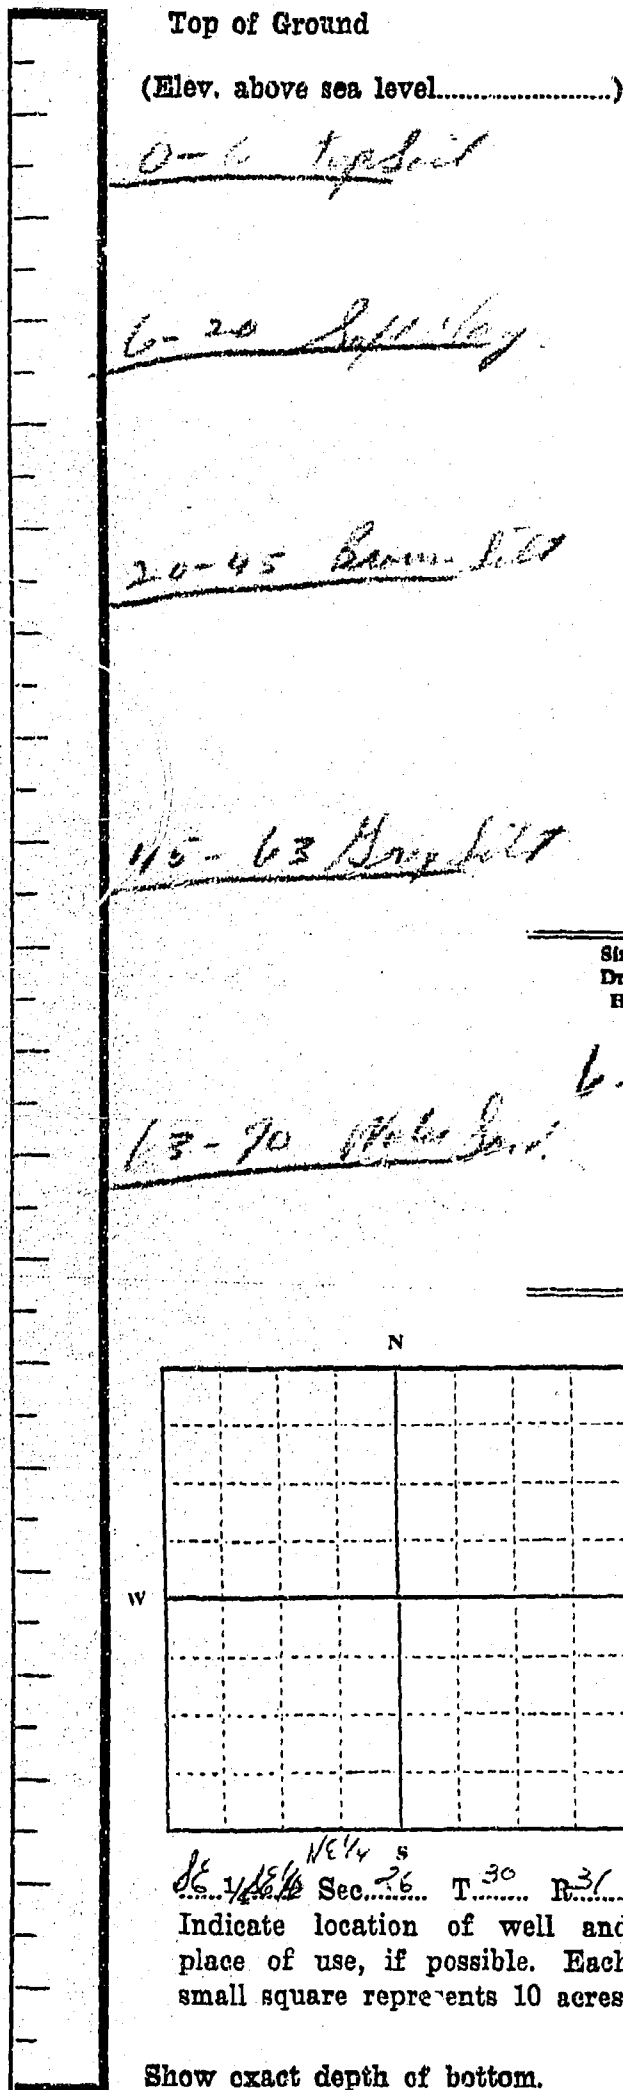 Top of Ground
(Elev. above sea level....................)
0-6 topsoil
6-20 Soft clay
20-45 Brown Silt
45-63 Gray Silt
63-70 Sand
6
N
W
NE1/4 S
SE 1/4 Sec. 26 T. 30 R. 31
Indicate location of well and
place of use, if possible. Each
small square represents 10 acres
Show exact depth of bottom.